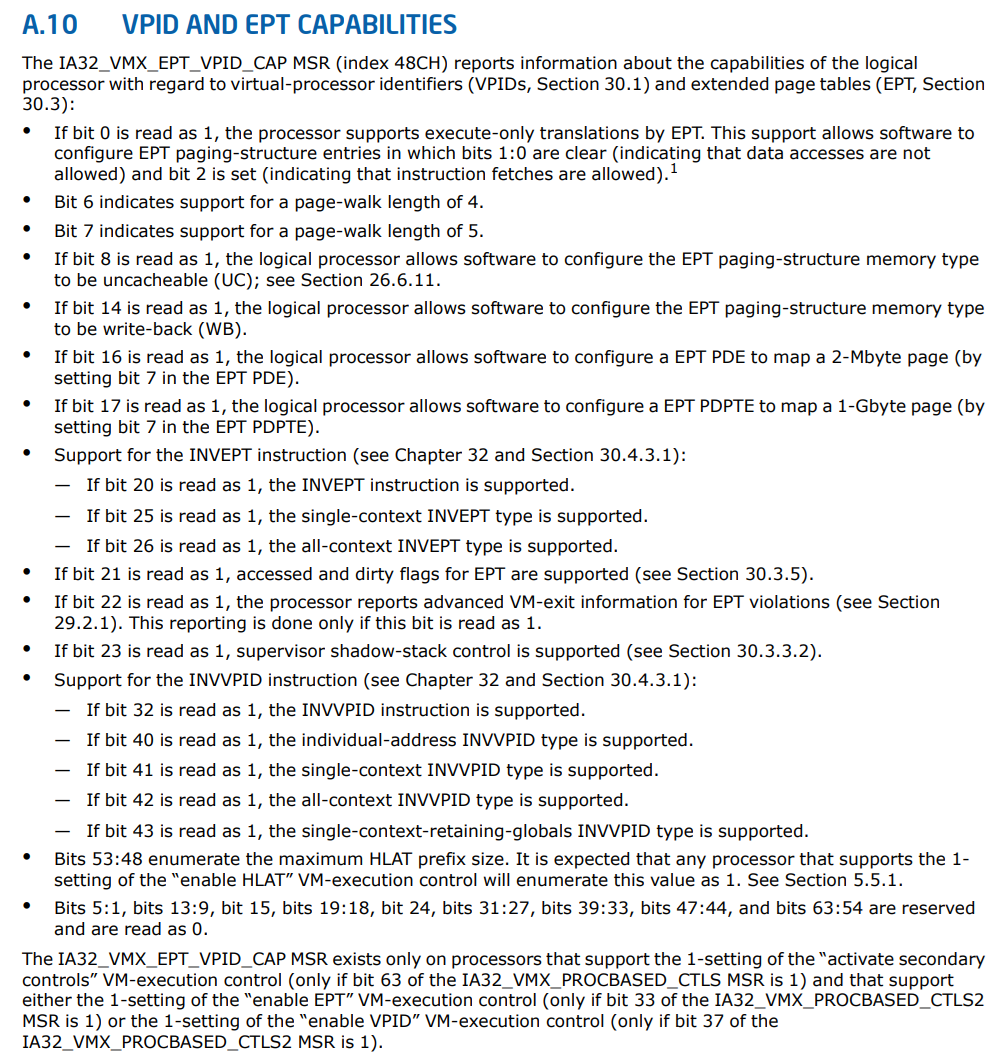 A.10 VPID AND EPT CAPABILITIES
The IA32_VMX_EPT_VPID_CAP MSR (index 48CH) reports information about the capabilities of the logical
processor with regard to virtual-processor identifiers (VPIDs, Section 30.1) and extended page tables (EPT, Section
30.3):
• If bit 0 is read as 1, the processor supports execute-only translations by EPT. This support allows software to
configure EPT paging-structure entries in which bits 1:0 are clear (indicating that data accesses are not
allowed) and bit 2 is set (indicating that instruction fetches are allowed).1
• Bit 6 indicates support for a page-walk length of 4.
• Bit 7 indicates support for a page-walk length of 5.
• If bit 8 is read as 1, the logical processor allows software to configure the EPT paging-structure memory type
to be uncacheable (UC); see Section 26.6.11.
• If bit 14 is read as 1, the logical processor allows software to configure the EPT paging-structure memory type
to be write-back (WB).
• If bit 16 is read as 1, the logical processor allows software to configure a EPT PDE to map a 2-Mbyte page (by
setting bit 7 in the EPT PDE).
• If bit 17 is read as 1, the logical processor allows software to configure a EPT PDPTE to map a 1-Gbyte page (by
setting bit 7 in the EPT PDPTE).
• Support for the INVEPT instruction (see Chapter 32 and Section 30.4.3.1):
— If bit 20 is read as 1, the INVEPT instruction is supported.
— If bit 25 is read as 1, the single-context INVEPT type is supported.
— If bit 26 is read as 1, the all-context INVEPT type is supported.
• If bit 21 is read as 1, accessed and dirty flags for EPT are supported (see Section 30.3.5).
• If bit 22 is read as 1, the processor reports advanced VM-exit information for EPT violations (see Section
29.2.1). This reporting is done only if this bit is read as 1.
• If bit 23 is read as 1, supervisor shadow-stack control is supported (see Section 30.3.3.2).
• Support for the INVVPID instruction (see Chapter 32 and Section 30.4.3.1):
— If bit 32 is read as 1, the INVVPID instruction is supported.
— If bit 40 is read as 1, the individual-address INVVPID type is supported.
— If bit 41 is read as 1, the single-context INVVPID type is supported.
— If bit 42 is read as 1, the all-context INVVPID type is supported.
— If bit 43 is read as 1, the single-context-retaining-globals INVVPID type is supported.
• Bits 53:48 enumerate the maximum HLAT prefix size. It is expected that any processor that supports the 1-
setting of the “enable HLAT” VM-execution control will enumerate this value as 1. See Section 5.5.1.
• Bits 5:1, bits 13:9, bit 15, bits 19:18, bit 24, bits 31:27, bits 39:33, bits 47:44, and bits 63:54 are reserved
and are read as 0.
The IA32_VMX_EPT_VPID_CAP MSR exists only on processors that support the 1-setting of the “activate secondary
controls” VM-execution control (only if bit 63 of the IA32_VMX_PROCBASED_CTLS MSR is 1) and that support
either the 1-setting of the “enable EPT” VM-execution control (only if bit 33 of the IA32_VMX_PROCBASED_CTLS2
MSR is 1) or the 1-setting of the “enable VPID” VM-execution control (only if bit 37 of the
IA32_VMX_PROCBASED_CTLS2 MSR is 1).